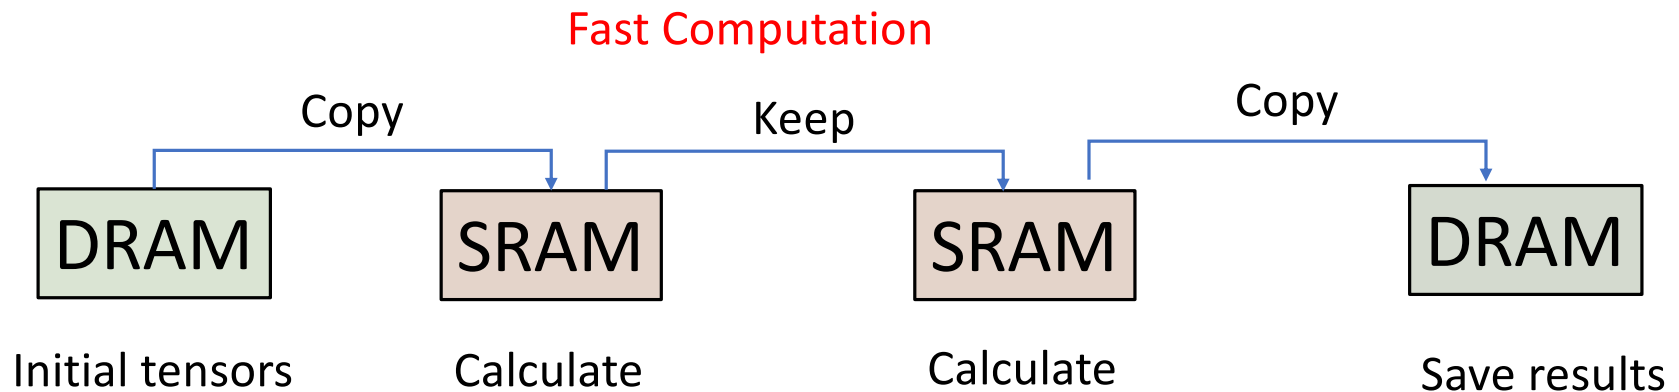 Fast Computation
Copy
Keep
Copy
DRAM
SRAM
SRAM
DRAM
Initial tensors
Calculate
Calculate
Save results